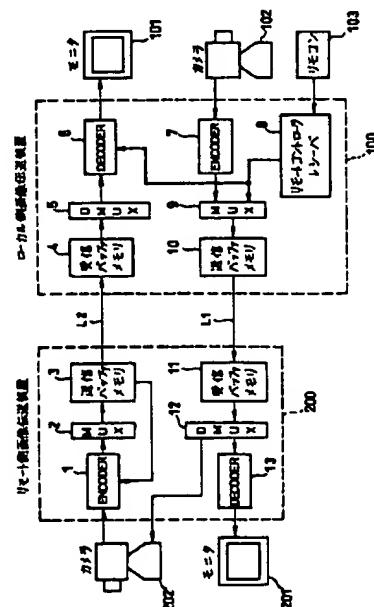 ローカル側画像伝送装置
モニタ
101
カメラ
102
リモコン
103
6
DECODER
7
ENCODER
8
リモートコントロール
レシーバ
5
DMUX
9
MUX
4
受信
バッファ
メモリ
10
送信
バッファ
メモリ
100
L2
L1
リモート側画像伝送装置
3
送信
バッファ
メモリ
11
受信
バッファ
メモリ
2
MUX
12
DMUX
200
1
ENCODER
13
DECODER
カメラ
202
モニタ
201